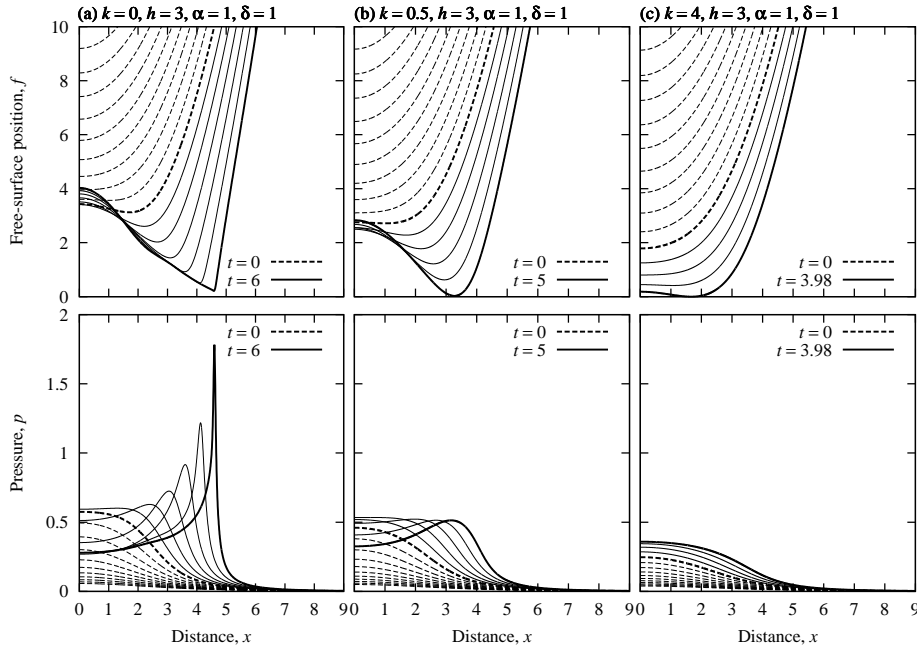 (a) k = 0, h = 3, α = 1, δ = 1
(b) k = 0.5, h = 3, α = 1, δ = 1
(c) k = 4, h = 3, α = 1, δ = 1
Free-surface position, f
10
8
6
4
2
0
t = 0
t = 6
t = 0
t = 5
t = 0
t = 3.98
Pressure, p
2
1.5
1
0.5
0
t = 0
t = 6
t = 0
t = 5
t = 0
t = 3.98
0 1 2 3 4 5 6 7 8 9
0 1 2 3 4 5 6 7 8 9
0 1 2 3 4 5 6 7 8 9
Distance, x
Distance, x
Distance, x